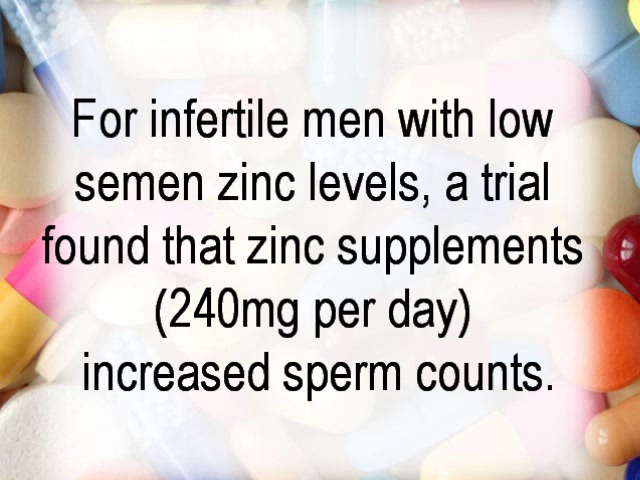 For infertile men with low
semen zinc levels, a trial
found that zinc supplements
(240mg per day)
increased sperm counts.